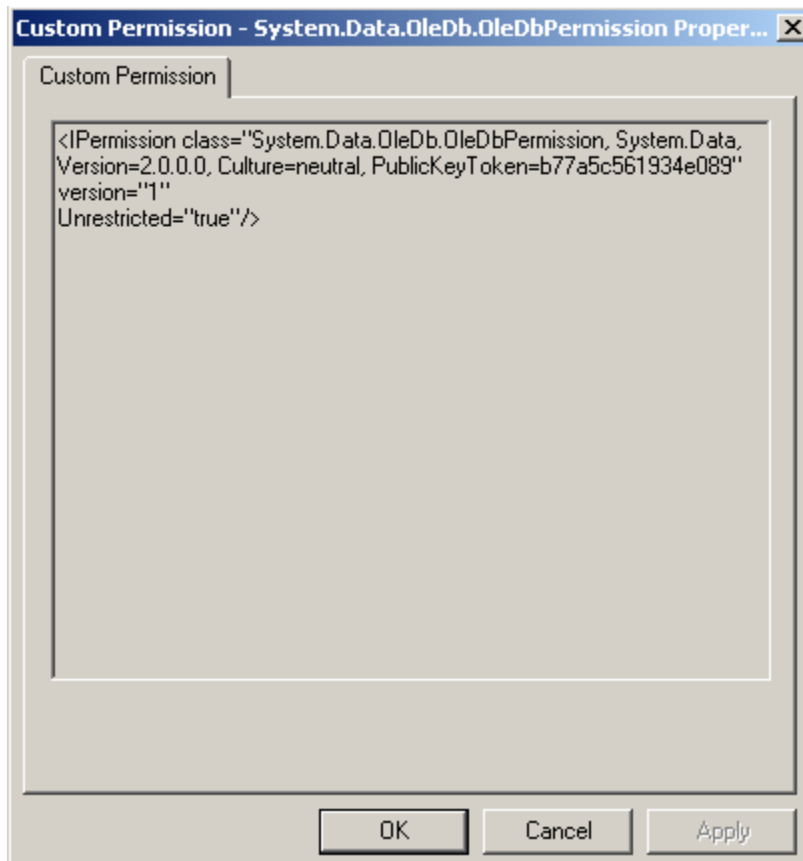 Custom Permission - System.Data.OleDb.OleDbPermission Proper...
Custom Permission
<IPermission class="System.Data.OleDb.OleDbPermission, System.Data,
Version=2.0.0.0, Culture=neutral, PublicKeyToken=b77a5c561934e089"
version="1"
Unrestricted="true"/>
OK Cancel Apply